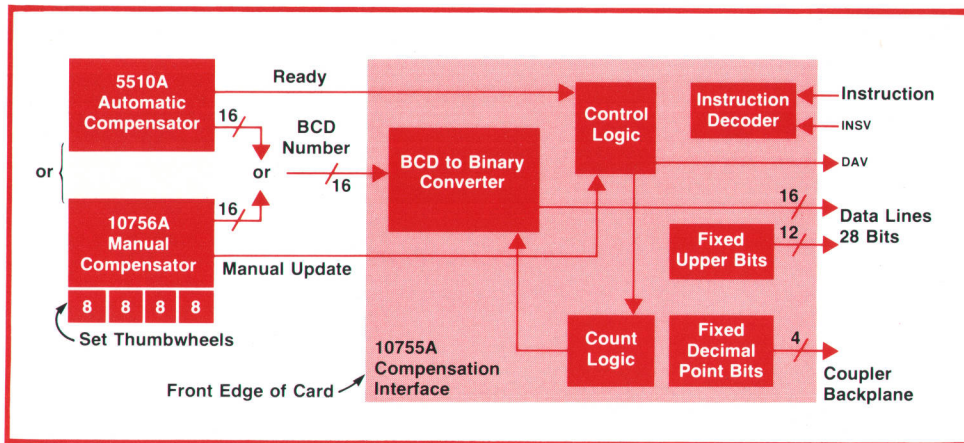 5510A
Automatic
Compensator
Ready
16
BCD
Number
or
or
16
16
10756A
Manual
Compensator
Manual Update
8 8 8 8
Set Thumbwheels
Front Edge of Card
10755A
Compensation
Interface
BCD to Binary
Converter
Control
Logic
Count
Logic
Instruction
Decoder
Instruction
INSV
DAV
16
Data Lines
28 Bits
12
Fixed
Upper Bits
Fixed
Decimal
Point Bits
4
Coupler
Backplane